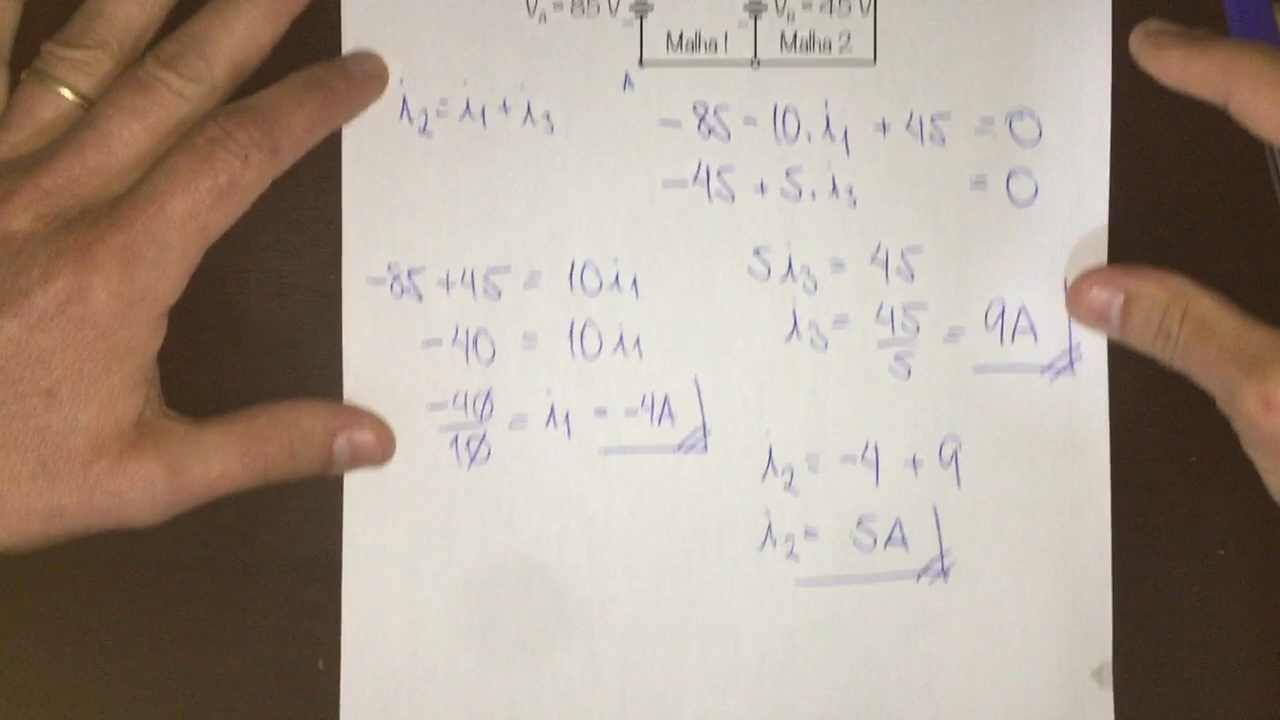 V_A = 85 V V_B = 45 V
Malha 1 Malha 2
A
i₂ = i₁ + i₃
-85 - 10.i₁ + 45 = 0
-45 + 5.i₃ = 0
-85 + 45 = 10i₁
-40 = 10i₁
-40/10 = i₁ = -4A
5i₃ = 45
i₃ = 45/5 = 9A
i₂ = -4 + 9
i₂ = 5A